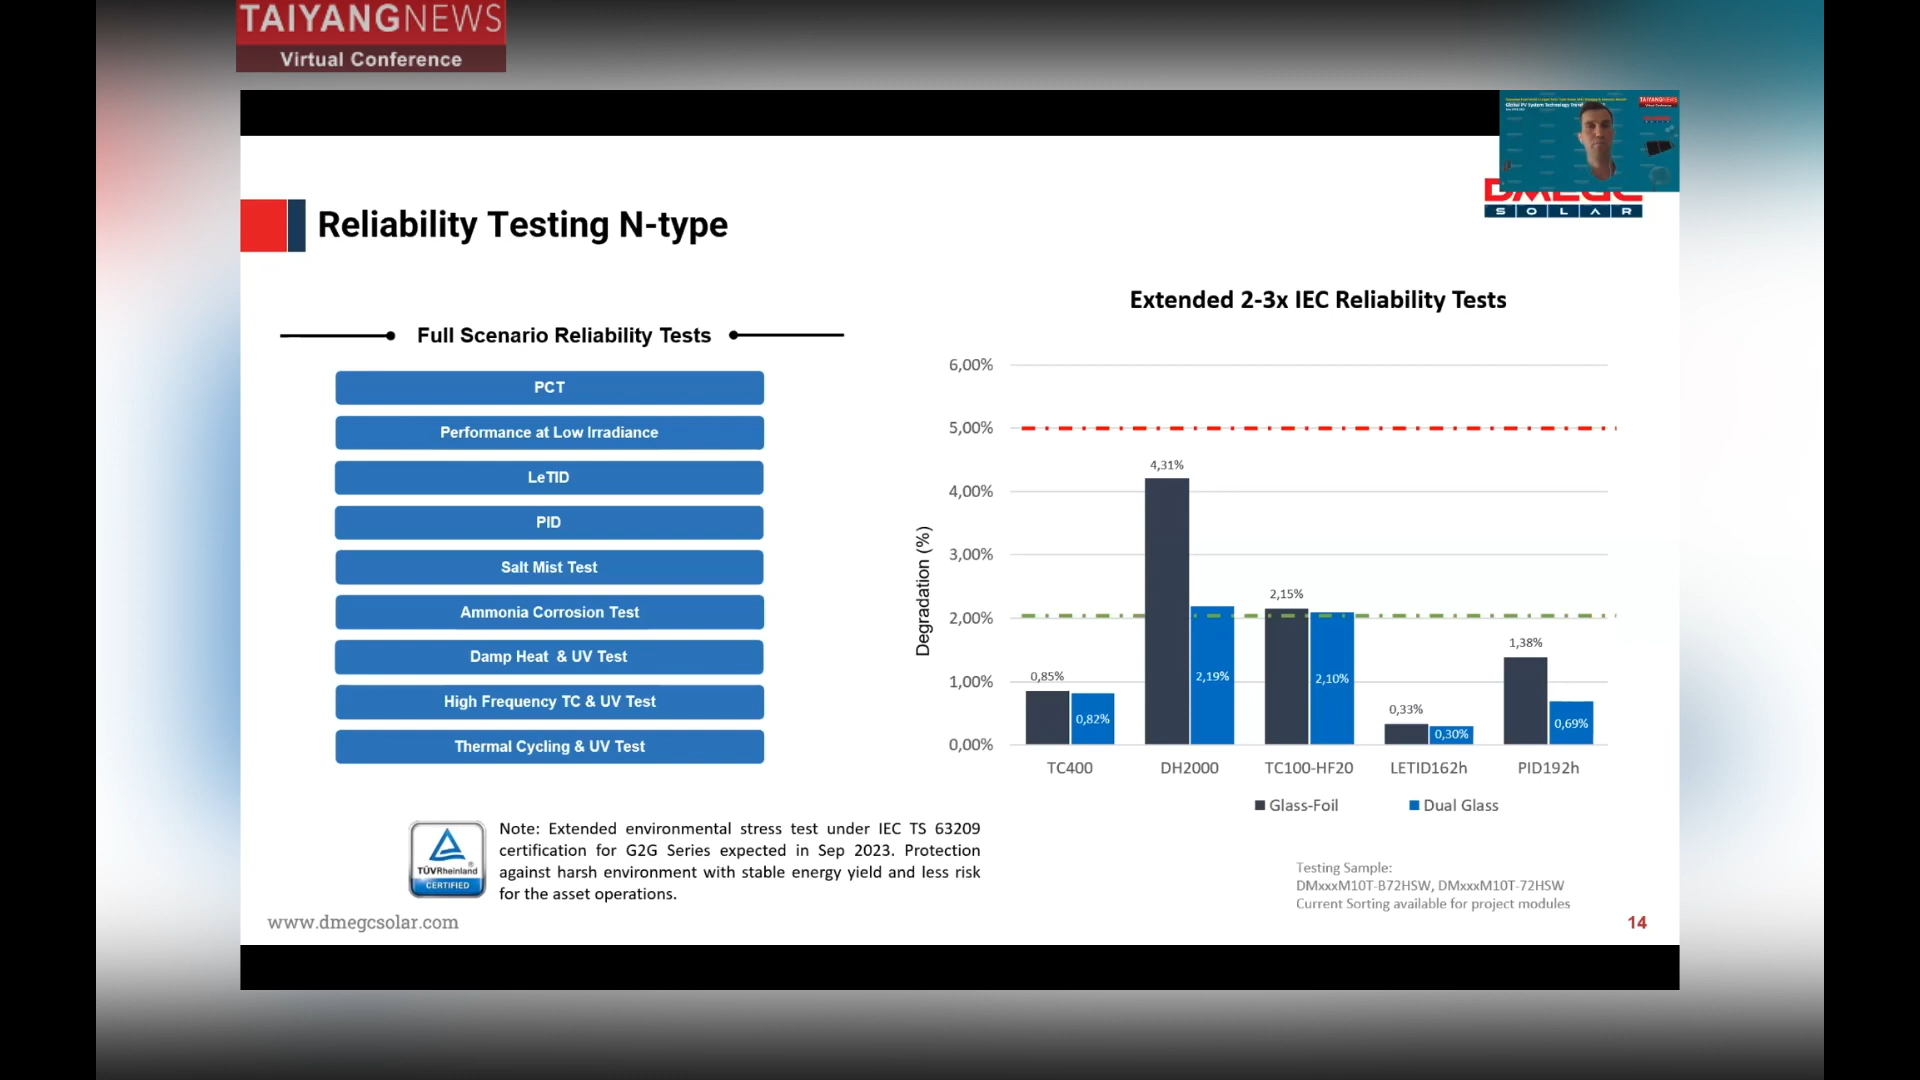 TAIYANGNEWS
Virtual Conference
TAIYANGNEWS
DMEGC
SOLAR
Reliability Testing N-type
Full Scenario Reliability Tests
PCT
Performance at Low Irradiance
LeTID
PID
Salt Mist Test
Ammonia Corrosion Test
Damp Heat & UV Test
High Frequency TC & UV Test
Thermal Cycling & UV Test
Extended 2-3x IEC Reliability Tests
Degradation (%)
6,00%
5,00%
4,00%
3,00%
2,00%
1,00%
0,00%
0,85%
0,82%
4,31%
2,19%
2,15%
2,10%
0,33%
0,30%
1,38%
0,69%
TC400
DH2000
TC100-HF20
LETID162h
PID192h
Glass-Foil
Dual Glass
TÜVRheinland®
CERTIFIED
Note: Extended environmental stress test under IEC TS 63209
certification for G2G Series expected in Sep 2023. Protection
against harsh environment with stable energy yield and less risk
for the asset operations.
Testing Sample:
DMxxxM10T-B72HSW, DMxxxM10T-72HSW
Current Sorting available for project modules
www.dmegcsolar.com
14